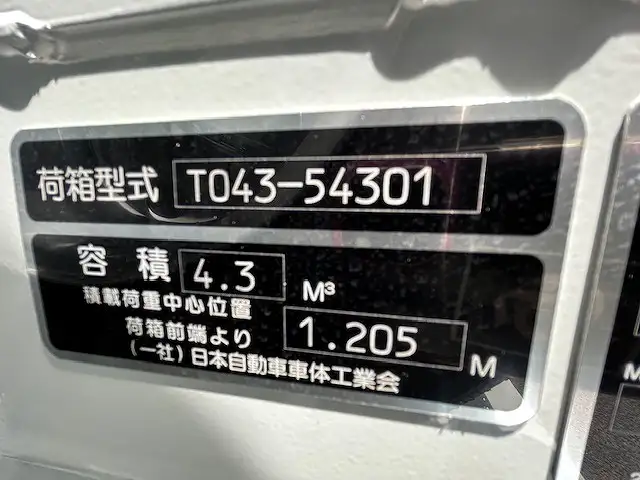 荷箱型式 T043-54301
容積 4.3 M³
積載荷重中心位置
荷箱前端より 1.205 M
(一社)日本自動車車体工業会
M